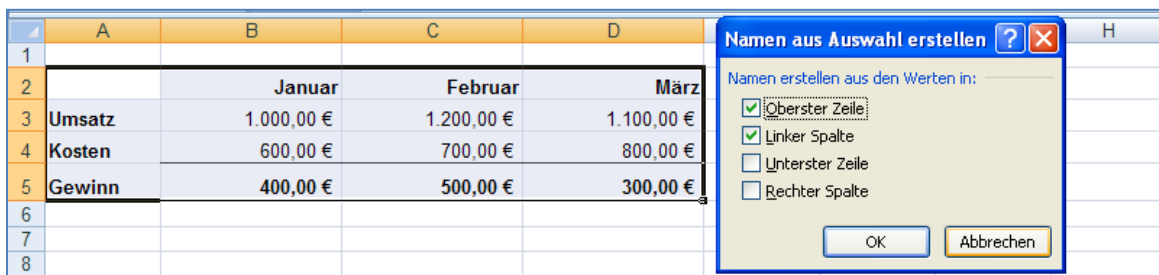 A B C D H
1
2 Januar Februar März
3 Umsatz 1.000,00 € 1.200,00 € 1.100,00 €
4 Kosten 600,00 € 700,00 € 800,00 €
5 Gewinn 400,00 € 500,00 € 300,00 €
6
7
8
Namen aus Auswahl erstellen
Namen erstellen aus den Werten in:
Oberster Zeile
Linker Spalte
Unterster Zeile
Rechter Spalte
OK Abbrechen